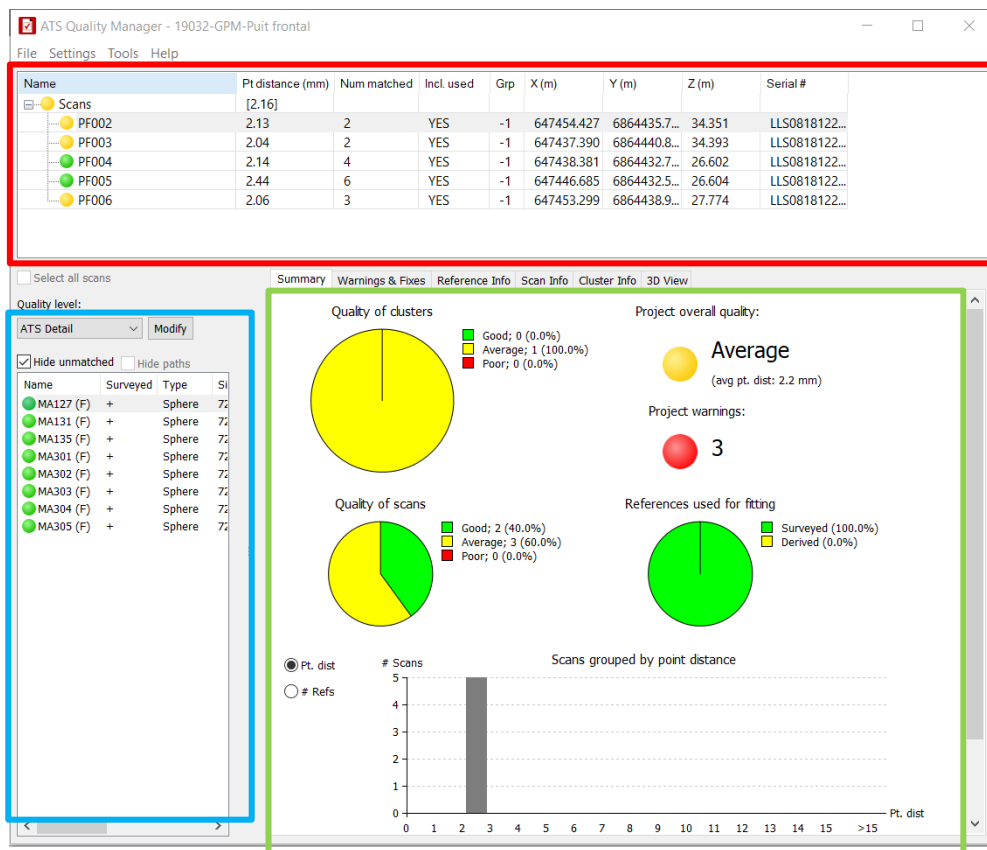 ATS Quality Manager - 19032-GPM-Puit frontal
File Settings Tools Help
Name Pt distance (mm) Num matched Incl. used Grp X (m) Y (m) Z (m) Serial #
Scans [2.16]
PF002 2.13 2 YES -1 647454.427 6864435.7... 34.351 LLS0818122...
PF003 2.04 2 YES -1 647437.390 6864440.8... 34.393 LLS0818122...
PF004 2.14 4 YES -1 647438.381 6864432.7... 26.602 LLS0818122...
PF005 2.44 6 YES -1 647446.685 6864432.5... 26.604 LLS0818122...
PF006 2.06 3 YES -1 647453.299 6864438.9... 27.774 LLS0818122...
Select all scans
Quality level:
ATS Detail Modify
Hide unmatched Hide paths
Name Surveyed Type Si
MA127 (F) + Sphere 72
MA131 (F) + Sphere 72
MA135 (F) + Sphere 72
MA301 (F) + Sphere 72
MA302 (F) + Sphere 72
MA303 (F) + Sphere 72
MA304 (F) + Sphere 72
MA305 (F) + Sphere 72
Summary Warnings & Fixes Reference Info Scan Info Cluster Info 3D View
Quality of clusters
Good; 0 (0.0%)
Average; 1 (100.0%)
Poor; 0 (0.0%)
Project overall quality:
Average
(avg pt. dist: 2.2 mm)
Project warnings:
3
Quality of scans
Good; 2 (40.0%)
Average; 3 (60.0%)
Poor; 0 (0.0%)
References used for fitting
Surveyed (100.0%)
Derived (0.0%)
Pt. dist
# Refs
Scans grouped by point distance
# Scans
5
4
3
2
1
0
Pt. dist
0 1 2 3 4 5 6 7 8 9 10 11 12 13 14 15 >15